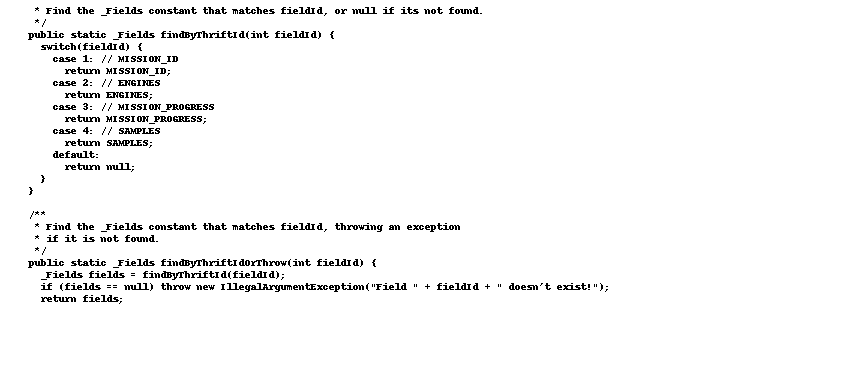 * Find the _Fields constant that matches fieldId, or null if its not found.
*/
public static _Fields findByThriftId(int fieldId) {
switch(fieldId) {
case 1: // MISSION_ID
return MISSION_ID;
case 2: // ENGINES
return ENGINES;
case 3: // MISSION_PROGRESS
return MISSION_PROGRESS;
case 4: // SAMPLES
return SAMPLES;
default:
return null;
}
}
/**
* Find the _Fields constant that matches fieldId, throwing an exception
* if it is not found.
*/
public static _Fields findByThriftIdOrThrow(int fieldId) {
_Fields fields = findByThriftId(fieldId);
if (fields == null) throw new IllegalArgumentException("Field " + fieldId + " doesn't exist!");
return fields;